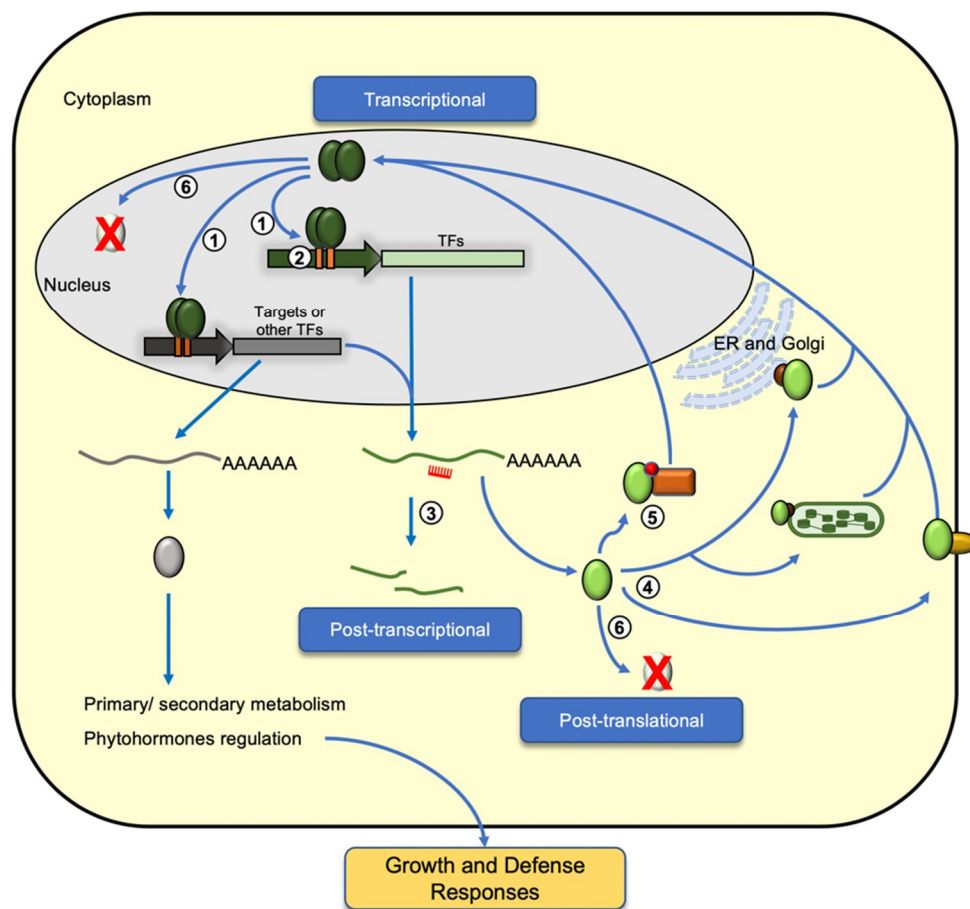 Cytoplasm
Transcriptional
⑥
①
①
②
TFs
Nucleus
Targets or
other TFs
ER and Golgi
AAAAAA
AAAAAA
③
⑤
④
⑥
Post-transcriptional
Post-translational
Primary/ secondary metabolism
Phytohormones regulation
Growth and Defense
Responses